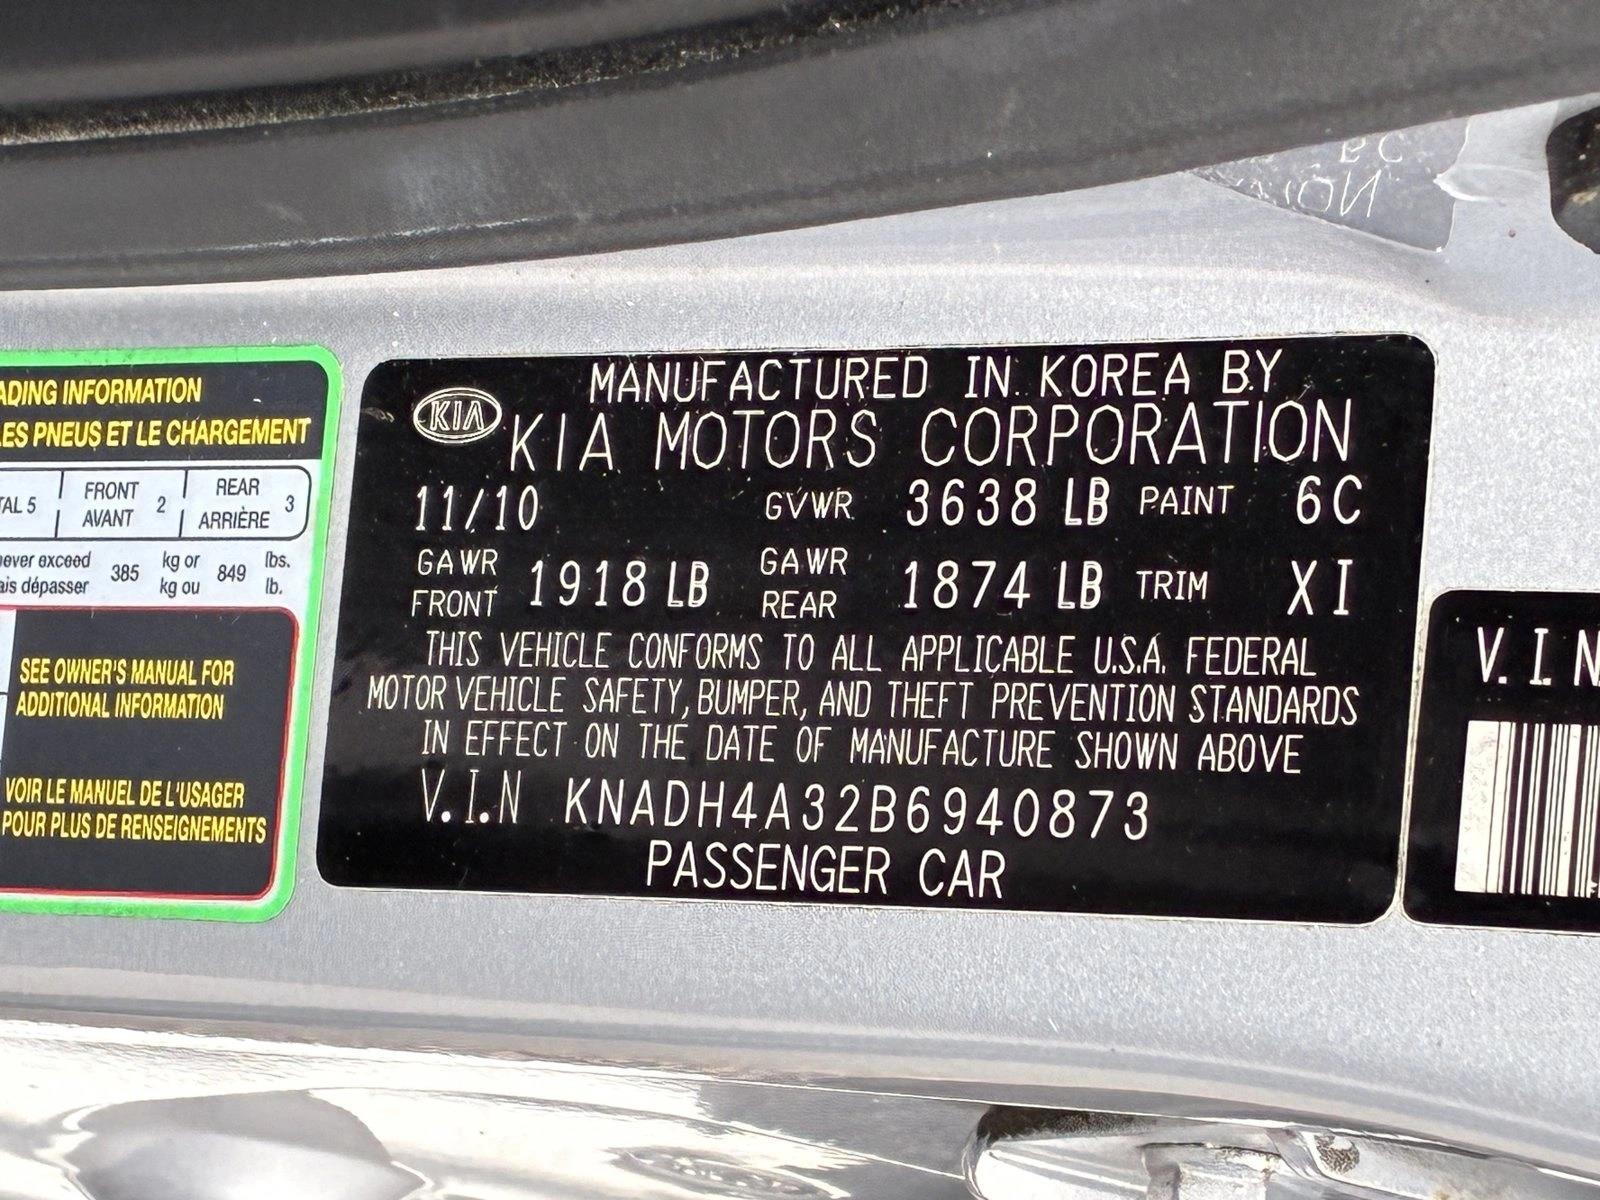 ADING INFORMATION
LES PNEUS ET LE CHARGEMENT
TAL 5 FRONT AVANT 2 REAR ARRIÈRE 3
never exceed 385 kg or 849 lbs.
ais dépasser kg ou lb.
SEE OWNER'S MANUAL FOR
ADDITIONAL INFORMATION
VOIR LE MANUEL DE L'USAGER
POUR PLUS DE RENSEIGNEMENTS
MANUFACTURED IN KOREA BY
KIA KIA MOTORS CORPORATION
11/10 GVWR 3638 LB PAINT 6C
GAWR FRONT 1918 LB GAWR REAR 1874 LB TRIM XI
THIS VEHICLE CONFORMS TO ALL APPLICABLE U.S.A. FEDERAL
MOTOR VEHICLE SAFETY, BUMPER, AND THEFT PREVENTION STANDARDS
IN EFFECT ON THE DATE OF MANUFACTURE SHOWN ABOVE
V.I.N KNADH4A32B6940873
PASSENGER CAR
V.I.N